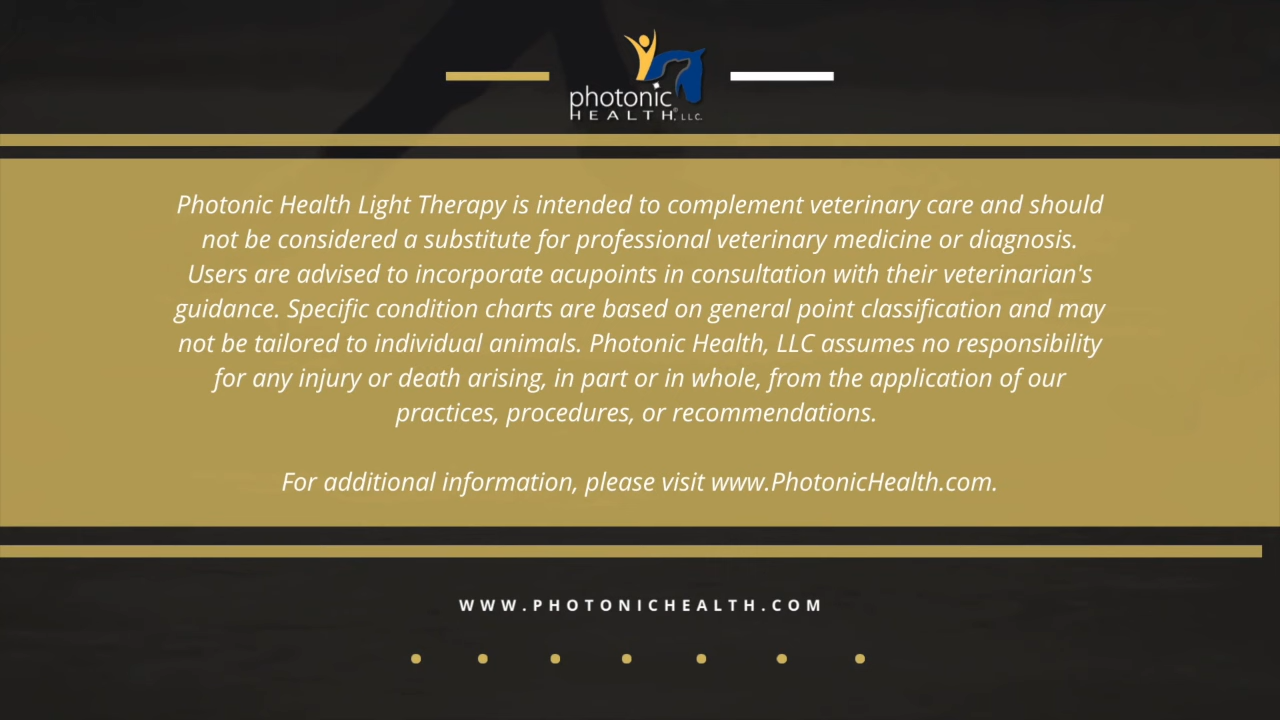 photonic
HEALTH®, LLC.
Photonic Health Light Therapy is intended to complement veterinary care and should
not be considered a substitute for professional veterinary medicine or diagnosis.
Users are advised to incorporate acupoints in consultation with their veterinarian's
guidance. Specific condition charts are based on general point classification and may
not be tailored to individual animals. Photonic Health, LLC assumes no responsibility
for any injury or death arising, in part or in whole, from the application of our
practices, procedures, or recommendations.
For additional information, please visit www.PhotonicHealth.com.
WWW.PHOTONICHEALTH.COM